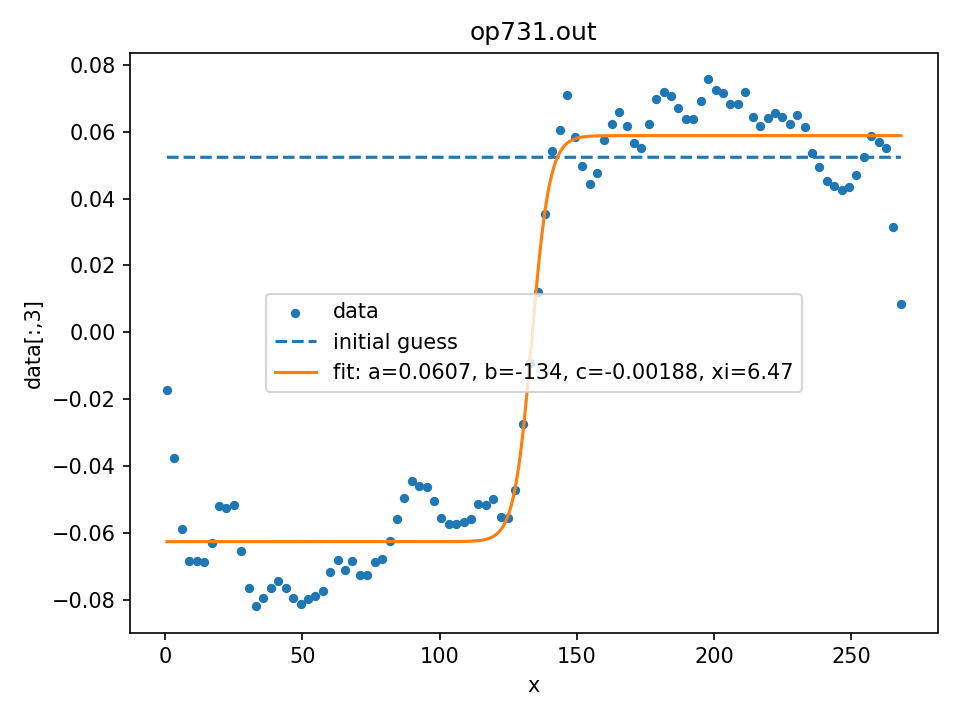 op731.out
0.08
0.06
0.04
0.02
0.00
−0.02
−0.04
−0.06
−0.08
data[:,3]
data
initial guess
fit: a=0.0607, b=-134, c=-0.00188, xi=6.47
0 50 100 150 200 250
x